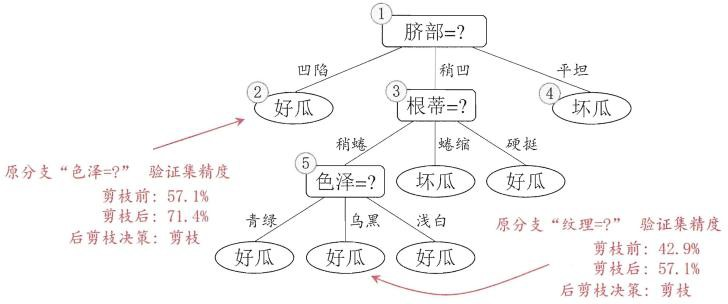 ①
脐部=?
凹陷
稍凹
平坦
②
好瓜
③
根蒂=?
④
坏瓜
稍蜷
蜷缩
硬挺
⑤
色泽=?
坏瓜
好瓜
青绿
乌黑
浅白
好瓜
好瓜
好瓜
原分支“色泽=?” 验证集精度
剪枝前: 57.1%
剪枝后: 71.4%
后剪枝决策: 剪枝
原分支“纹理=?” 验证集精度
剪枝前: 42.9%
剪枝后: 57.1%
后剪枝决策: 剪枝